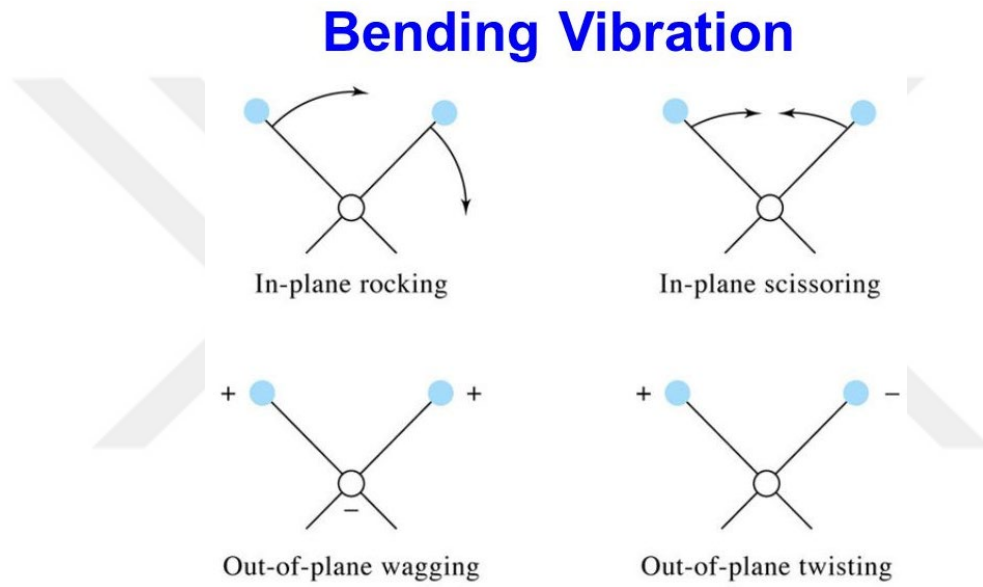 Bending Vibration
In-plane rocking
In-plane scissoring
+ +
+ −
−
Out-of-plane wagging
Out-of-plane twisting